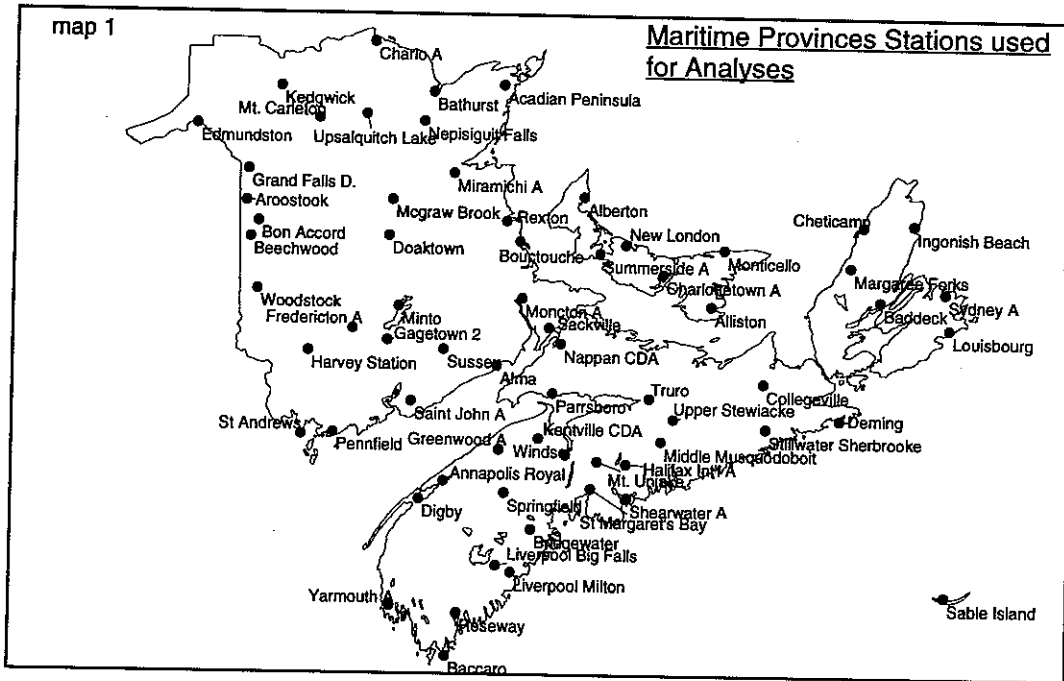 map 1
Maritime Provinces Stations used
for Analyses
Charlo A
Kedgwick
Bathurst
Acadian Peninsula
Mt. Carleton
Edmundston
Upsalquitch Lake
Nepisiguit Falls
Grand Falls D.
Miramichi A
Aroostook
Mcgraw Brook
Rexton
Alberton
Cheticamp
Bon Accord
Beechwood
Doaktown
Bouctouche
New London
Monticello
Ingonish Beach
Summerside A
Charlottetown A
Margaree Forks
Woodstock
Fredericton A
Minto
Moncton A
Alliston
Baddeck
Sydney A
Gagetown 2
Sackville
Harvey Station
Sussex
Nappan CDA
Louisbourg
Alma
Saint John A
Parrsboro
Truro
Collegeville
St Andrews
Pennfield
Upper Stewiacke
Deming
Greenwood A
Kentville CDA
Stillwater Sherbrooke
Windsor
Middle Musquodoboit
Annapolis Royal
Halifax Int'l A
Mt. Uniake
Digby
Springfield
Shearwater A
St Margaret's Bay
Bridgewater
Liverpool Big Falls
Liverpool Milton
Yarmouth A
Roseway
Sable Island
Baccaro